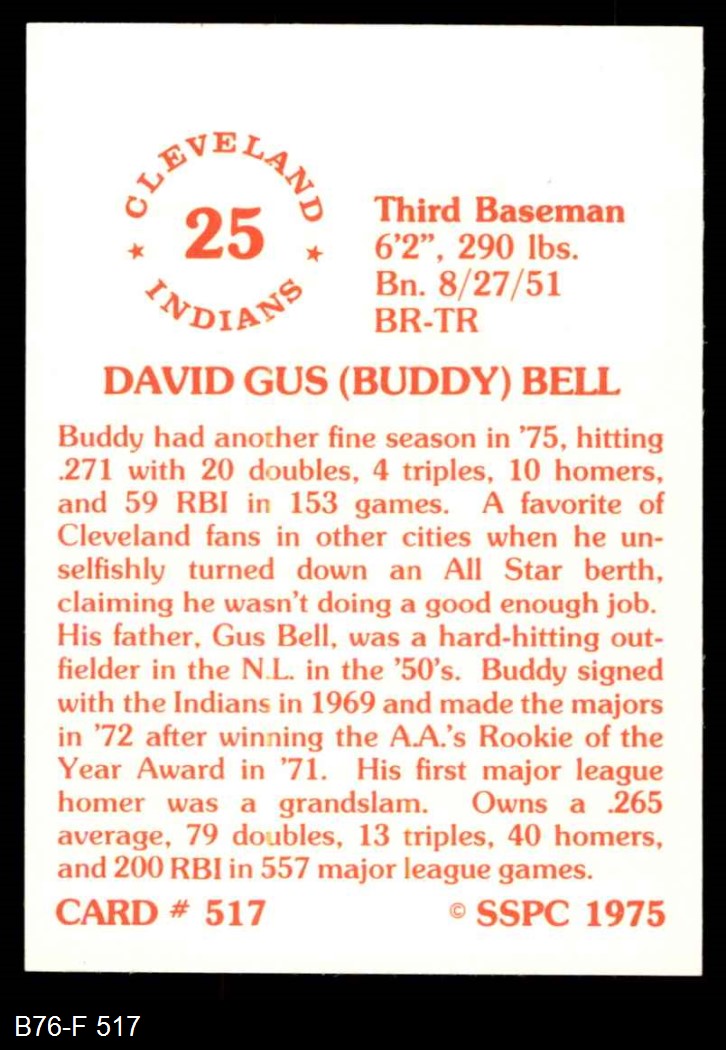 CLEVELAND
25
INDIANS
Third Baseman
6'2", 290 lbs.
Bn. 8/27/51
BR-TR
DAVID GUS (BUDDY) BELL
Buddy had another fine season in '75, hitting
.271 with 20 doubles, 4 triples, 10 homers,
and 59 RBI in 153 games. A favorite of
Cleveland fans in other cities when he un-
selfishly turned down an All Star berth,
claiming he wasn't doing a good enough job.
His father, Gus Bell, was a hard-hitting out-
fielder in the N.L. in the '50's. Buddy signed
with the Indians in 1969 and made the majors
in '72 after winning the A.A.'s Rookie of the
Year Award in '71. His first major league
homer was a grandslam. Owns a .265
average, 79 doubles, 13 triples, 40 homers,
and 200 RBI in 557 major league games.
CARD # 517 © SSPC 1975
B76-F 517